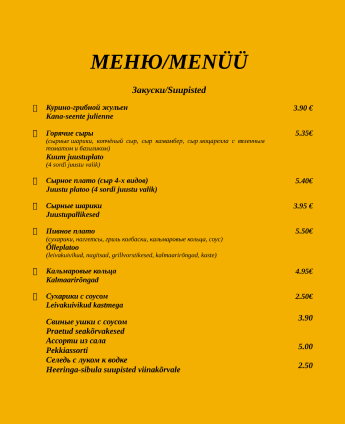 МЕНЮ/MENÜÜ
Закуски/Suupisted
Курино-грибной жульен 3.90 €
Kana-seente julienne
Горячие сыры 5.35€
(сырные шарики, копчёный сыр, сыр камамбер, сыр моцарелла с вяленым
томатом и базиликом)
Kuum juustuplato
(4 sordi juustu valik)
Сырное плато (сыр 4-х видов) 5.40€
Juustu platoo (4 sordi juustu valik)
Сырные шарики 3.95 €
Juustupallikesed
Пивное плато 5.50€
(сухарики, наггетсы, гриль колбаски, кальмаровые кольца, соус)
Õlleplatoo
(leivakuivikud, nagitsad, grillvorstikesed, kalmaarirõngad, kaste)
Кальмаровые кольца 4.95€
Kalmaarirõngad
Сухарики с соусом 2.50€
Leivakuivikud kastmega
Свиные ушки с соусом 3.90
Praetud seakõrvakesed
Ассорти из сала
Pekkiassorti 5.00
Селедь с луком к водке
Heeringa-sibula suupisted viinakõrvale 2.50